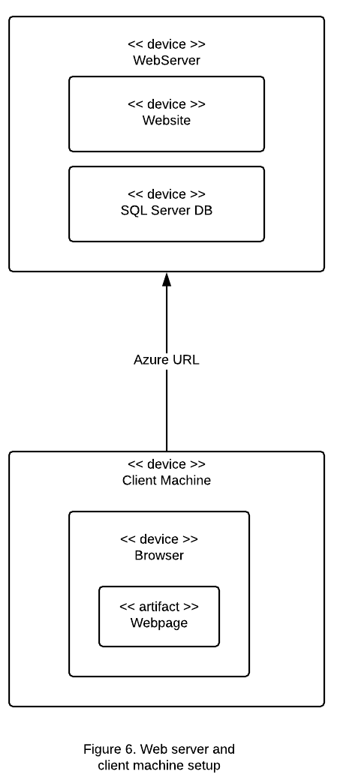 << device >>
WebServer
<< device >>
Website
<< device >>
SQL Server DB
Azure URL
<< device >>
Client Machine
<< device >>
Browser
<< artifact >>
Webpage
Figure 6. Web server and
client machine setup